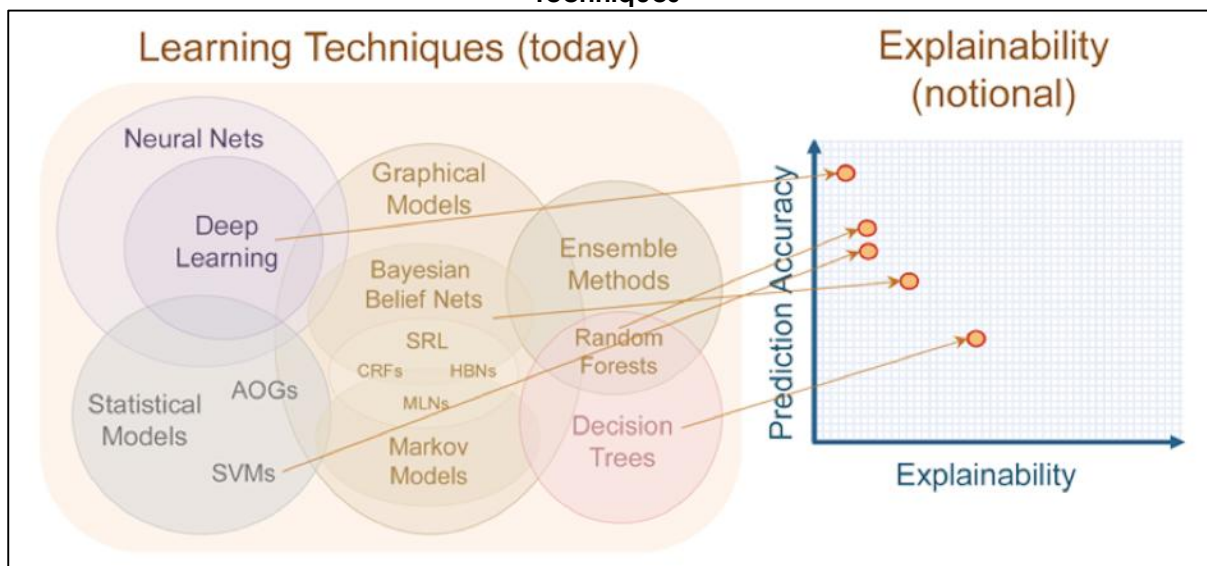 Techniques
Learning Techniques (today)
Explainability
(notional)
Neural Nets
Deep
Learning
Graphical
Models
Bayesian
Belief Nets
SRL
CRFs
HBNs
MLNs
Markov
Models
Ensemble
Methods
Random
Forests
Decision
Trees
Statistical
Models
AOGs
SVMs
Prediction Accuracy
Explainability